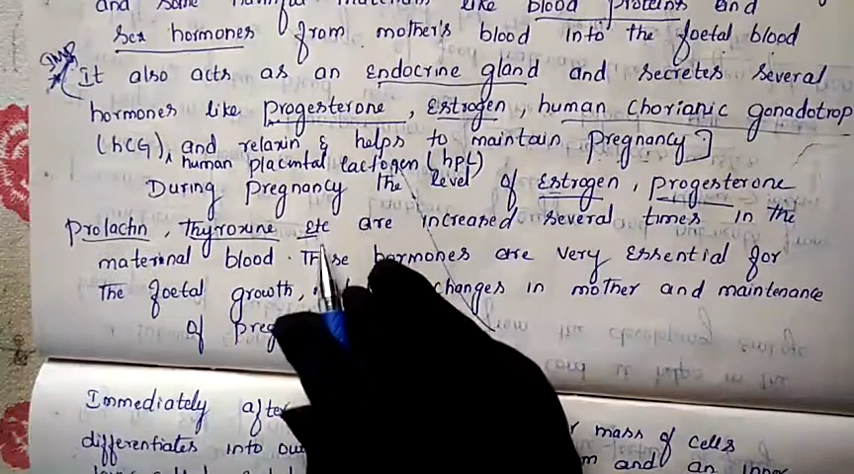 and some harmful materials like blood proteins and
sex hormones from mother's blood into the foetal blood
Imp
It also acts as an endocrine gland and secretes several
hormones like progesterone, Estrogen, human chorianic gonadotrop
(hCG), and relaxin & helps to maintain pregnancy]
human placental lactogen (hPL)
During pregnancy The level of Estrogen, progesterone
prolactin, Thyroxine etc are increased several times in the
maternal blood. These hormones are very Essential for
The foetal growth, changes in mother and maintenance
of
Immediately after mass of cells
differentiates into and an